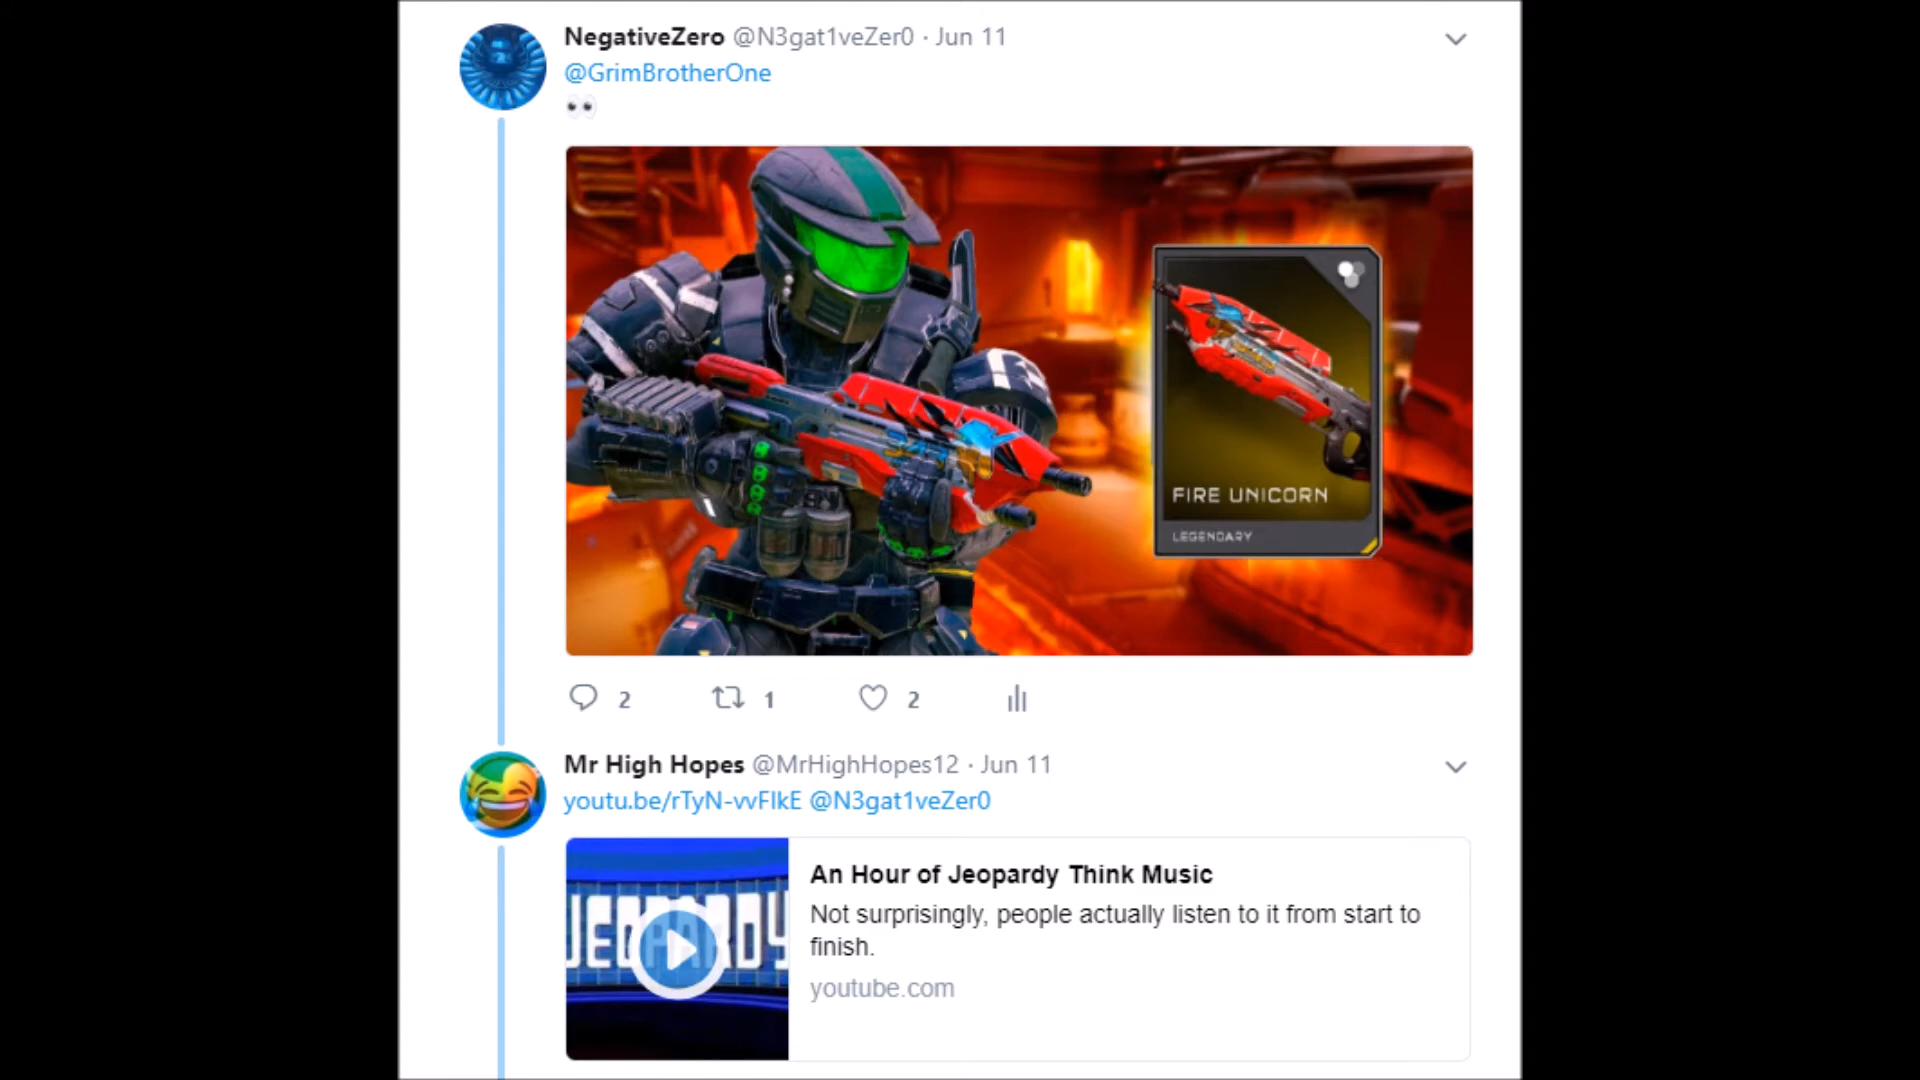 NegativeZero @N3gat1veZer0 · Jun 11
@GrimBrotherOne
FIRE UNICORN
LEGENDARY
2 1 2
Mr High Hopes @MrHighHopes12 · Jun 11
youtu.be/rTyN-vvFlkE @N3gat1veZer0
JEOPARDY
An Hour of Jeopardy Think Music
Not surprisingly, people actually listen to it from start to
finish.
youtube.com